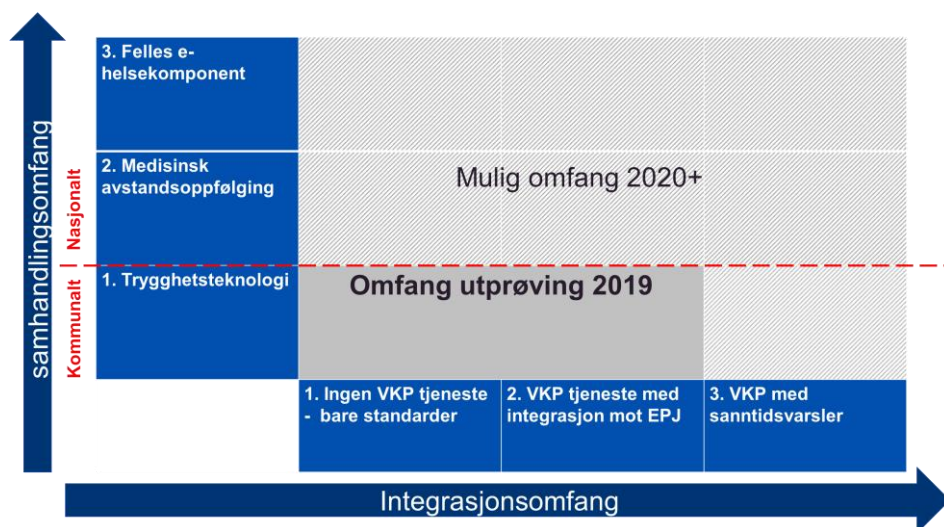 samhandlingsomfang
Nasjonalt
Kommunalt
3. Felles e-
helsekomponent
2. Medisinsk
avstandsoppfølging
Mulig omfang 2020+
1. Trygghetsteknologi
Omfang utprøving 2019
1. Ingen VKP tjeneste
- bare standarder
2. VKP tjeneste med
integrasjon mot EPJ
3. VKP med
sanntidsvarsler
Integrasjonsomfang